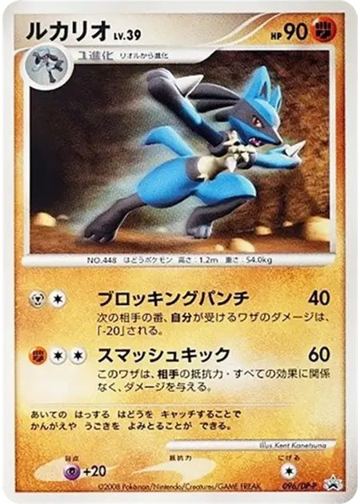 ルカリオ LV.39 HP 90
1進化 リオルから進化
NO.448 はどうポケモン 高さ：1.2m 重さ：54.0kg
ブロッキングパンチ 40
次の相手の番、自分が受けるワザのダメージは、
「-20」される。
スマッシュキック 60
このワザは、相手の抵抗力・すべての効果に関係
なく、ダメージを与える。
あいての はっする はどうを キャッチすることで
かんがえや うごきを よみとることができる。
Illus.Kent Kanetsuna
弱点 抵抗力 にげる
+20
096/DP-P
©2008 Pokémon/Nintendo/Creatures/GAME FREAK.